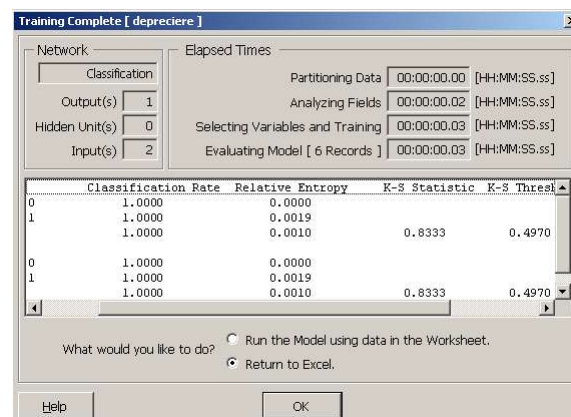 Training Complete [ depreciere ]
Network
Classification
Output(s) 1
Hidden Unit(s) 0
Input(s) 2
Elapsed Times
Partitioning Data 00:00:00.00 [HH:MM:SS.ss]
Analyzing Fields 00:00:00.02 [HH:MM:SS.ss]
Selecting Variables and Training 00:00:00.03 [HH:MM:SS.ss]
Evaluating Model [ 6 Records ] 00:00:00.03 [HH:MM:SS.ss]
Classification Rate Relative Entropy K-S Statistic K-S Thresh
0 1.0000 0.0000
1 1.0000 0.0019
1.0000 0.0010 0.8333 0.4970
0 1.0000 0.0000
1 1.0000 0.0019
1.0000 0.0010 0.8333 0.4970
What would you like to do?
Run the Model using data in the Worksheet.
Return to Excel.
Help OK